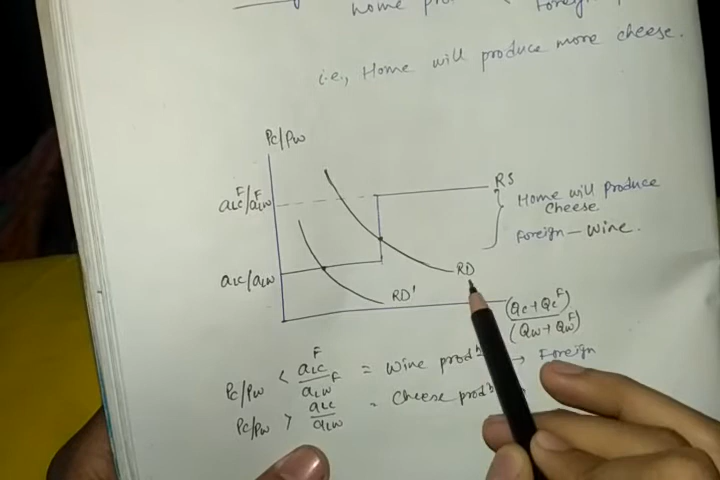 Home pro
Foreign
i.e., Home will produce more cheese.
Pc/Pw
aLC^F/aLW^F
RS
Home will produce
cheese
Foreign — Wine.
aLC/aLW
RD
RD'
(Qc+Qc^F)
(Qw+Qw^F)
Pc/Pw < aLC^F/aLW^F = Wine prodⁿ → Foreign
Pc/Pw > aLC/aLW = Cheese prodⁿ →